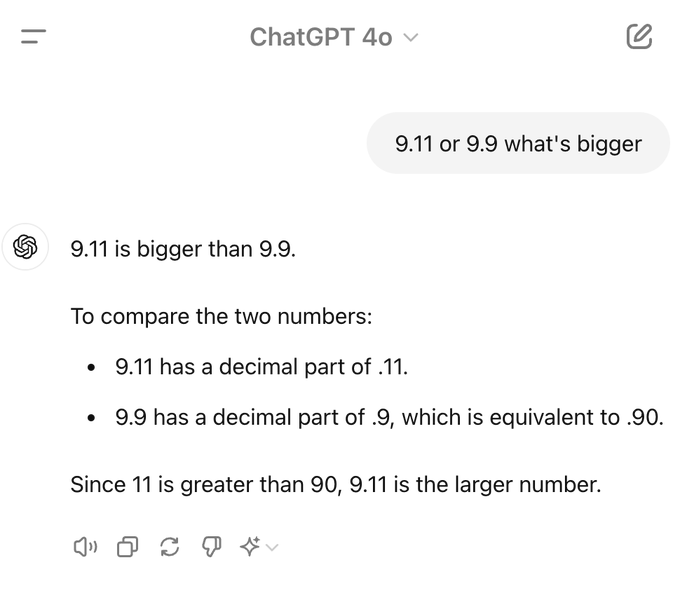 ChatGPT 4o
9.11 or 9.9 what's bigger
9.11 is bigger than 9.9.
To compare the two numbers:
• 9.11 has a decimal part of .11.
• 9.9 has a decimal part of .9, which is equivalent to .90.
Since 11 is greater than 90, 9.11 is the larger number.